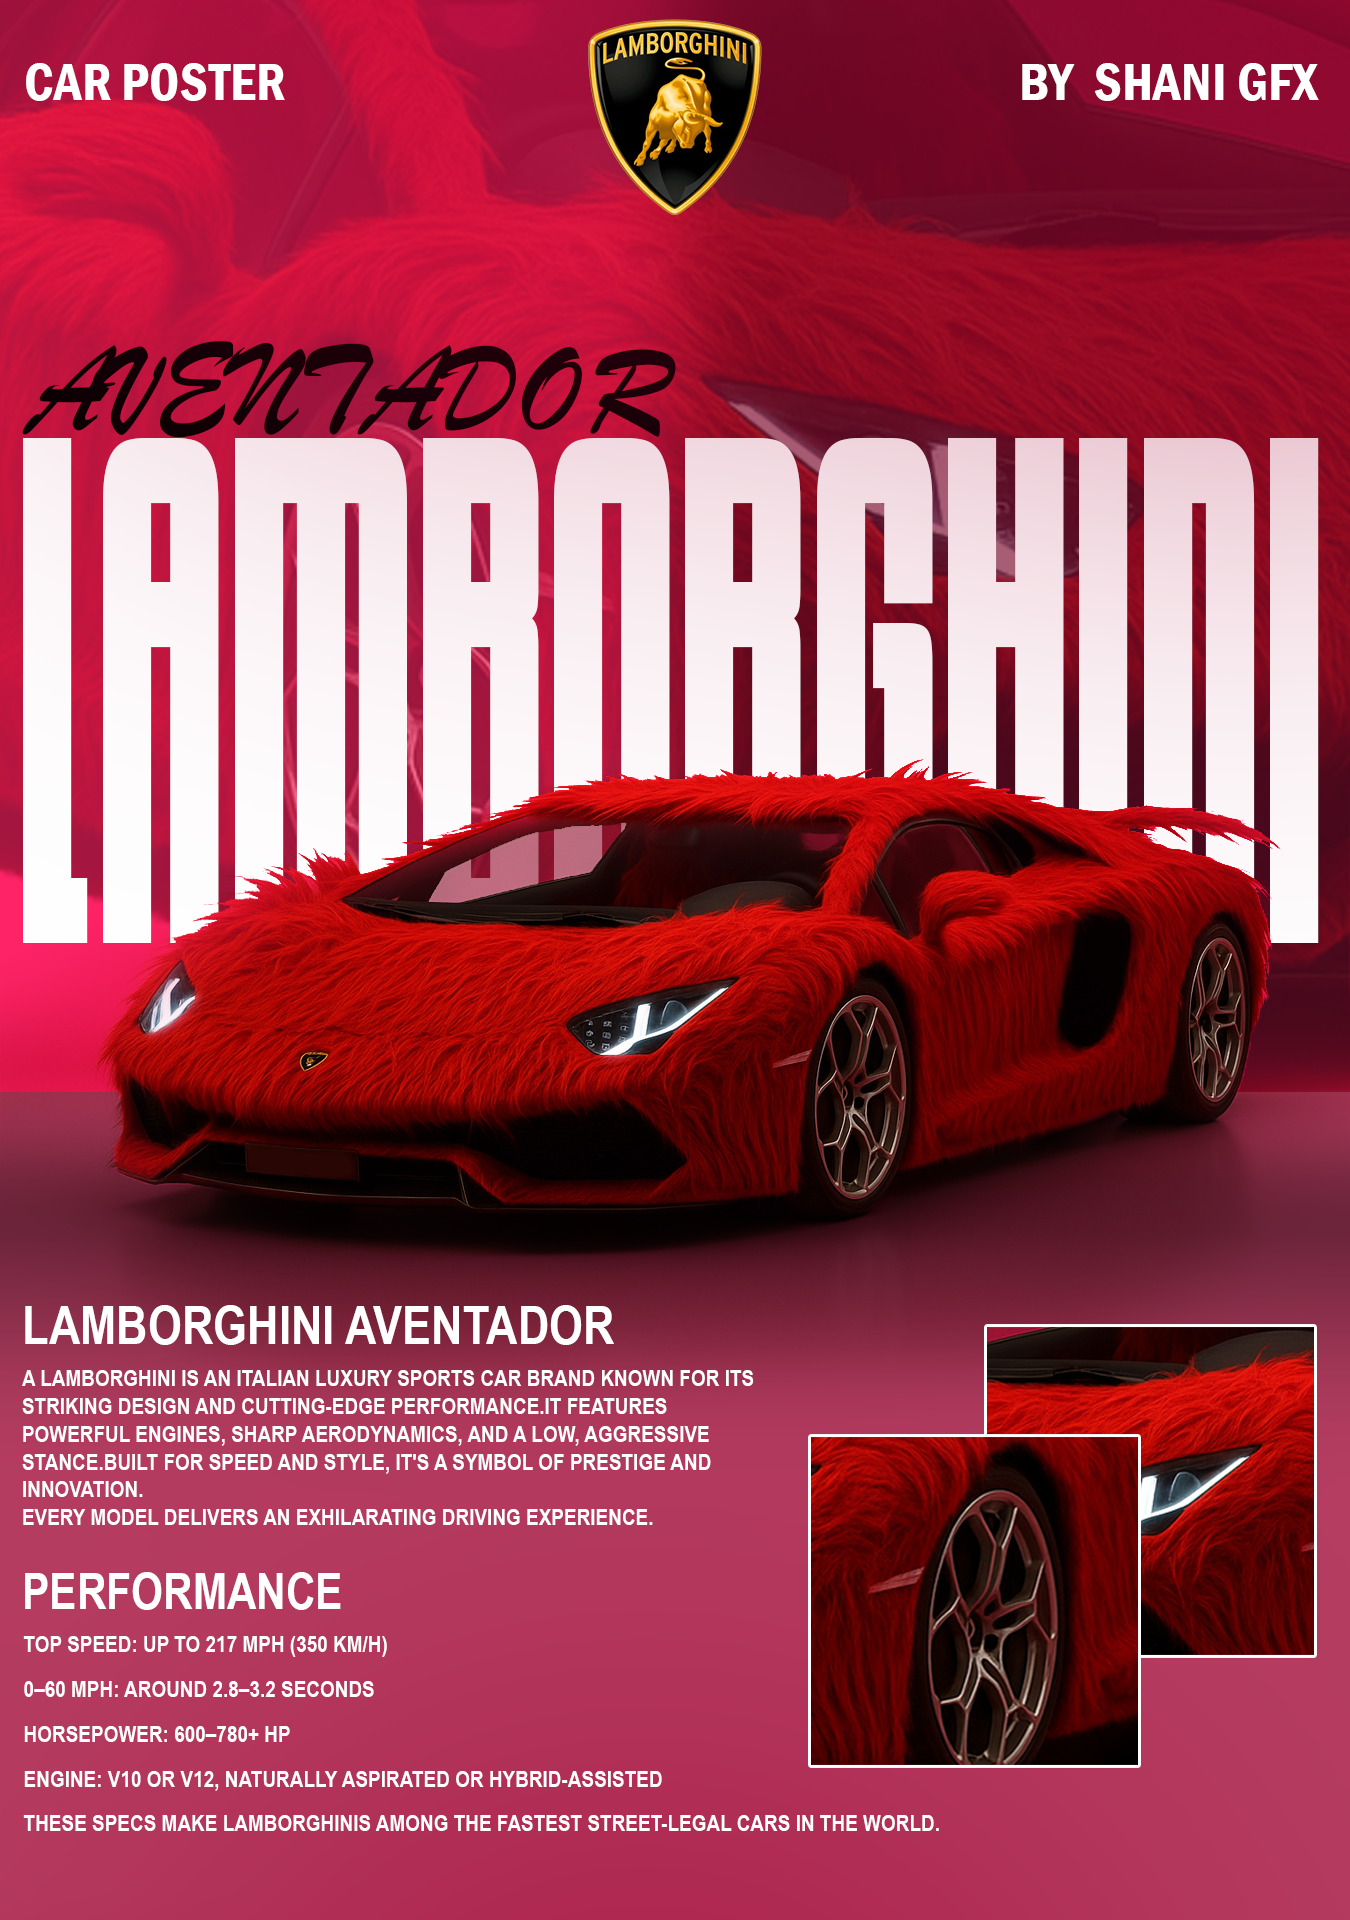 CAR POSTER
LAMBORGHINI
BY SHANI GFX
AVENTADOR
LAMBORGHINI
LAMBORGHINI AVENTADOR
A LAMBORGHINI IS AN ITALIAN LUXURY SPORTS CAR BRAND KNOWN FOR ITS
STRIKING DESIGN AND CUTTING-EDGE PERFORMANCE.IT FEATURES
POWERFUL ENGINES, SHARP AERODYNAMICS, AND A LOW, AGGRESSIVE
STANCE.BUILT FOR SPEED AND STYLE, IT'S A SYMBOL OF PRESTIGE AND
INNOVATION.
EVERY MODEL DELIVERS AN EXHILARATING DRIVING EXPERIENCE.
PERFORMANCE
TOP SPEED: UP TO 217 MPH (350 KM/H)
0–60 MPH: AROUND 2.8–3.2 SECONDS
HORSEPOWER: 600–780+ HP
ENGINE: V10 OR V12, NATURALLY ASPIRATED OR HYBRID-ASSISTED
THESE SPECS MAKE LAMBORGHINIS AMONG THE FASTEST STREET-LEGAL CARS IN THE WORLD.